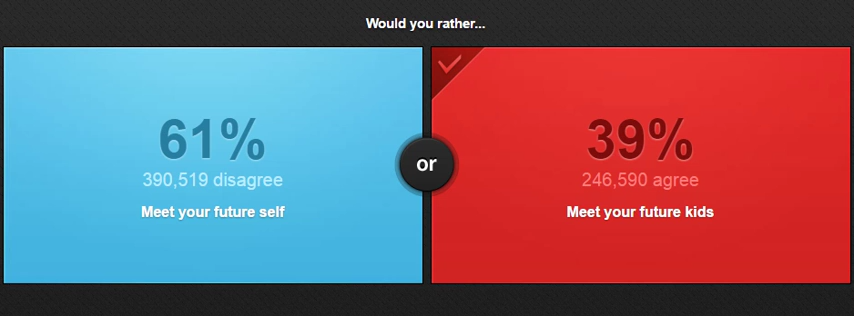 Would you rather...
61%
390,519 disagree
Meet your future self
or
39%
246,590 agree
Meet your future kids